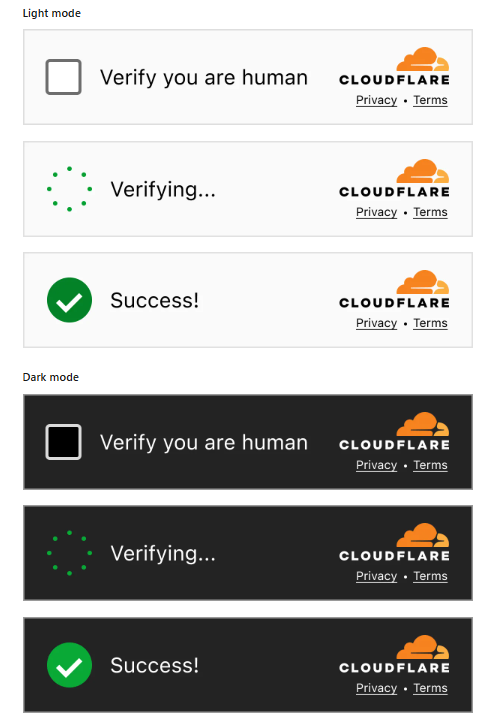 Light mode
Verify you are human
CLOUDFLARE
Privacy • Terms
Verifying...
CLOUDFLARE
Privacy • Terms
Success!
CLOUDFLARE
Privacy • Terms
Dark mode
Verify you are human
CLOUDFLARE
Privacy • Terms
Verifying...
CLOUDFLARE
Privacy • Terms
Success!
CLOUDFLARE
Privacy • Terms